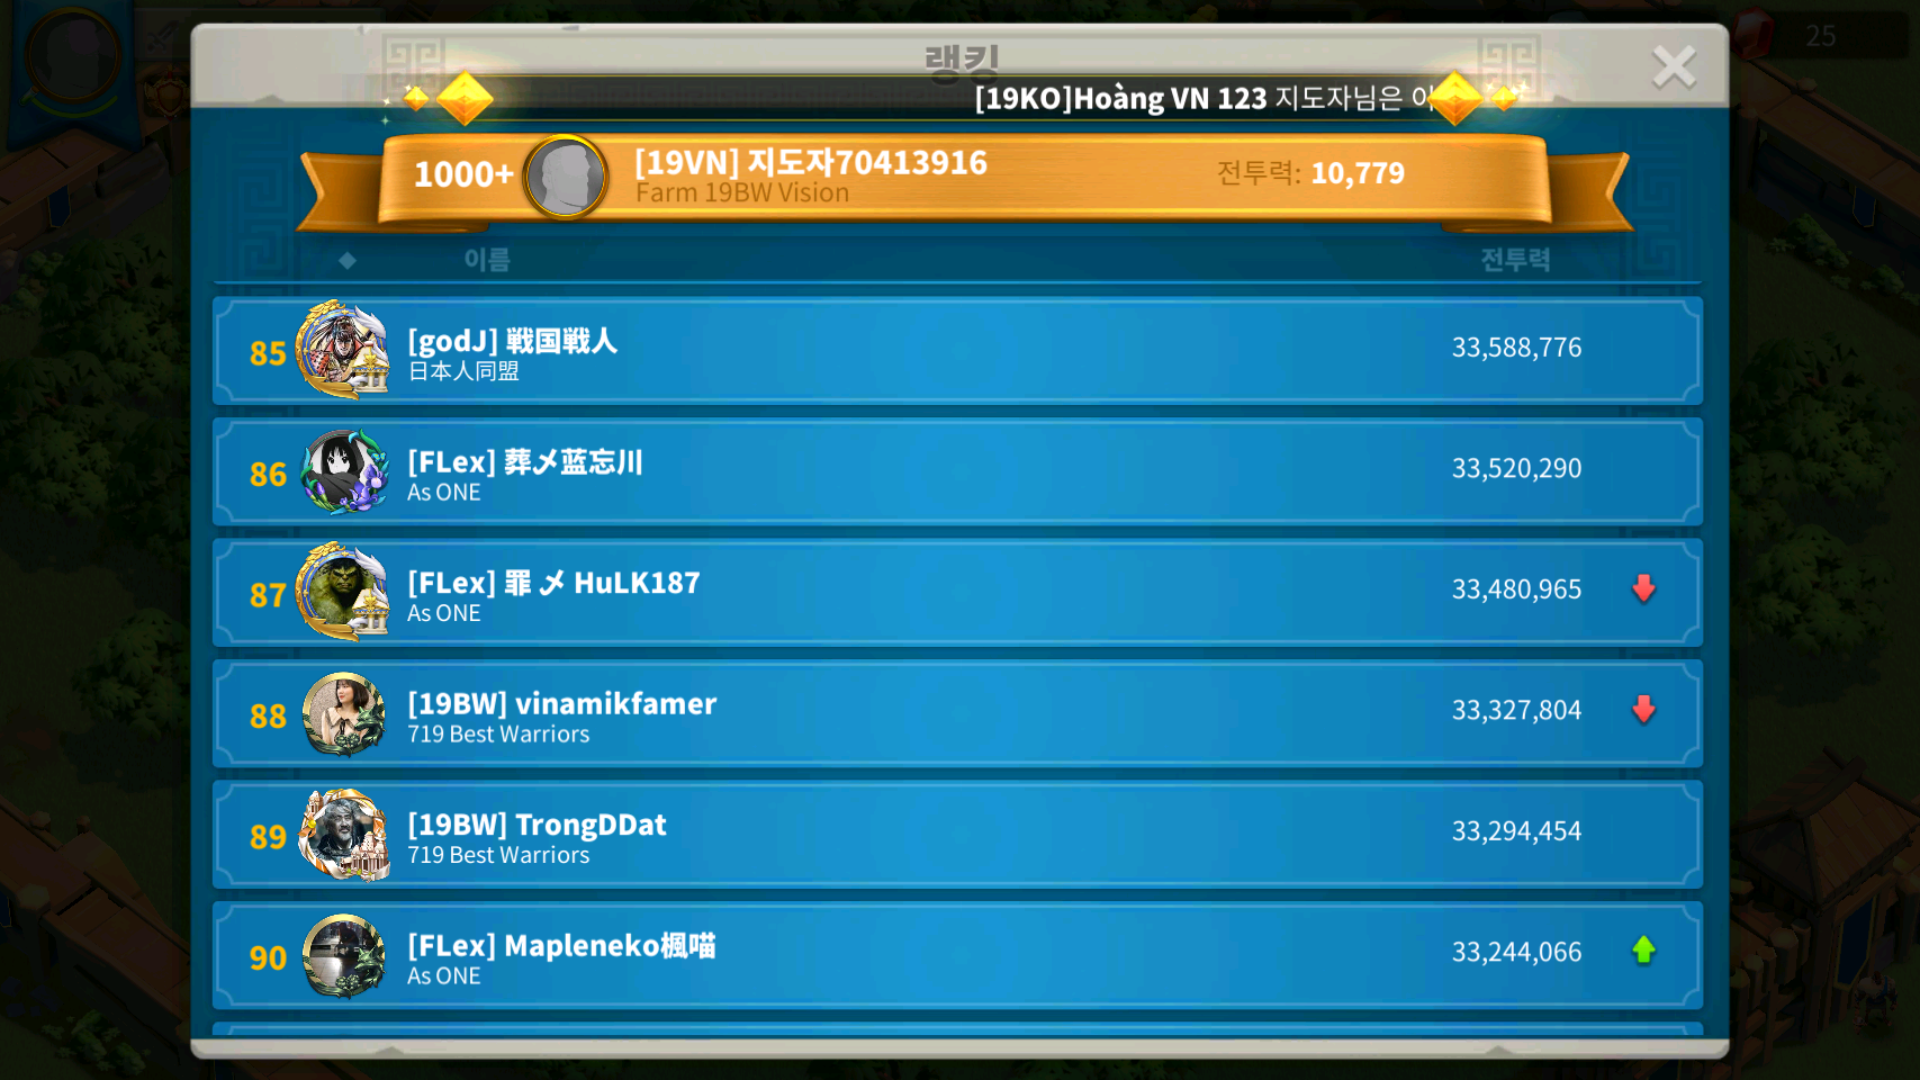 랭킹
25
[19KO]Hoàng VN 123 지도자님은
1000+
[19VN] 지도자70413916
Farm 19BW Vision
전투력: 10,779
이름
전투력
85
[godJ] 戦国戦人
日本人同盟
33,588,776
86
[FLex] 葬乄蓝忘川
As ONE
33,520,290
87
[FLex] 罪 乄 HuLK187
As ONE
33,480,965
88
[19BW] vinamikfamer
719 Best Warriors
33,327,804
89
[19BW] TrongDDat
719 Best Warriors
33,294,454
90
[FLex] Mapleneko楓喵
As ONE
33,244,066